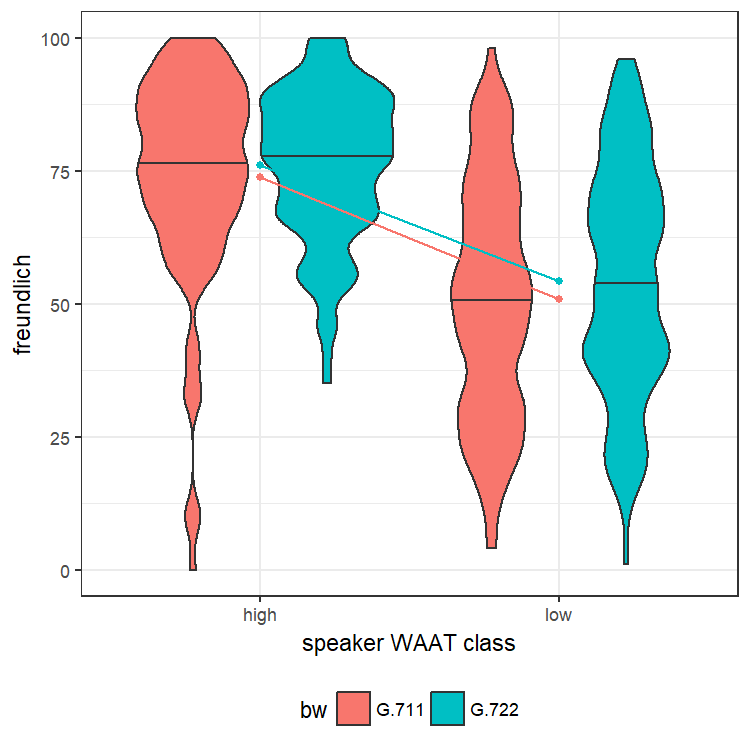 100
75
50
25
0
freundlich
high low
speaker WAAT class
bw G.711 G.722